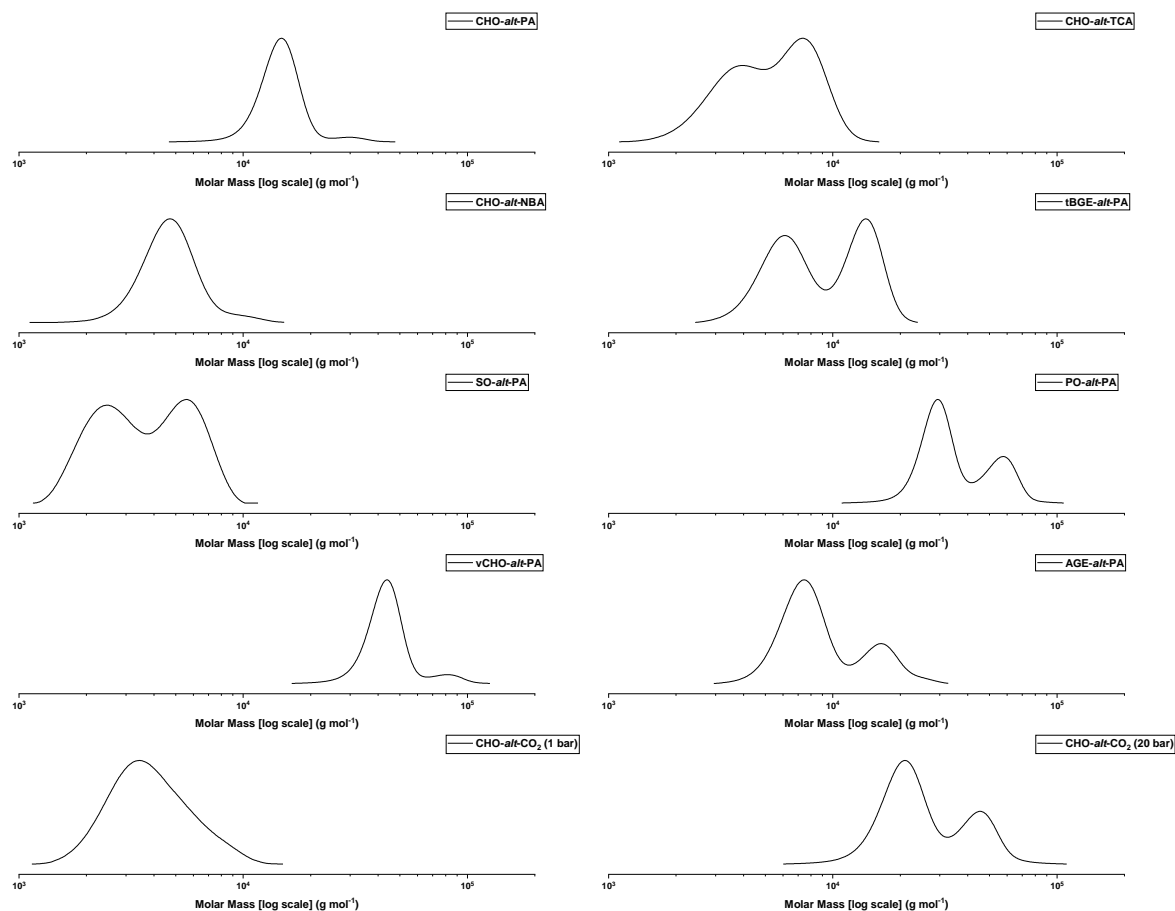 CHO-alt-PA
10³ 10⁴ 10⁵
Molar Mass [log scale] (g mol⁻¹)
CHO-alt-TCA
10³ 10⁴ 10⁵
Molar Mass [log scale] (g mol⁻¹)
CHO-alt-NBA
10³ 10⁴ 10⁵
Molar Mass [log scale] (g mol⁻¹)
tBGE-alt-PA
10³ 10⁴ 10⁵
Molar Mass [log scale] (g mol⁻¹)
SO-alt-PA
10³ 10⁴ 10⁵
Molar Mass [log scale] (g mol⁻¹)
PO-alt-PA
10³ 10⁴ 10⁵
Molar Mass [log scale] (g mol⁻¹)
vCHO-alt-PA
10³ 10⁴ 10⁵
Molar Mass [log scale] (g mol⁻¹)
AGE-alt-PA
10³ 10⁴ 10⁵
Molar Mass [log scale] (g mol⁻¹)
CHO-alt-CO₂ (1 bar)
10³ 10⁴ 10⁵
Molar Mass [log scale] (g mol⁻¹)
CHO-alt-CO₂ (20 bar)
10³ 10⁴ 10⁵
Molar Mass [log scale] (g mol⁻¹)